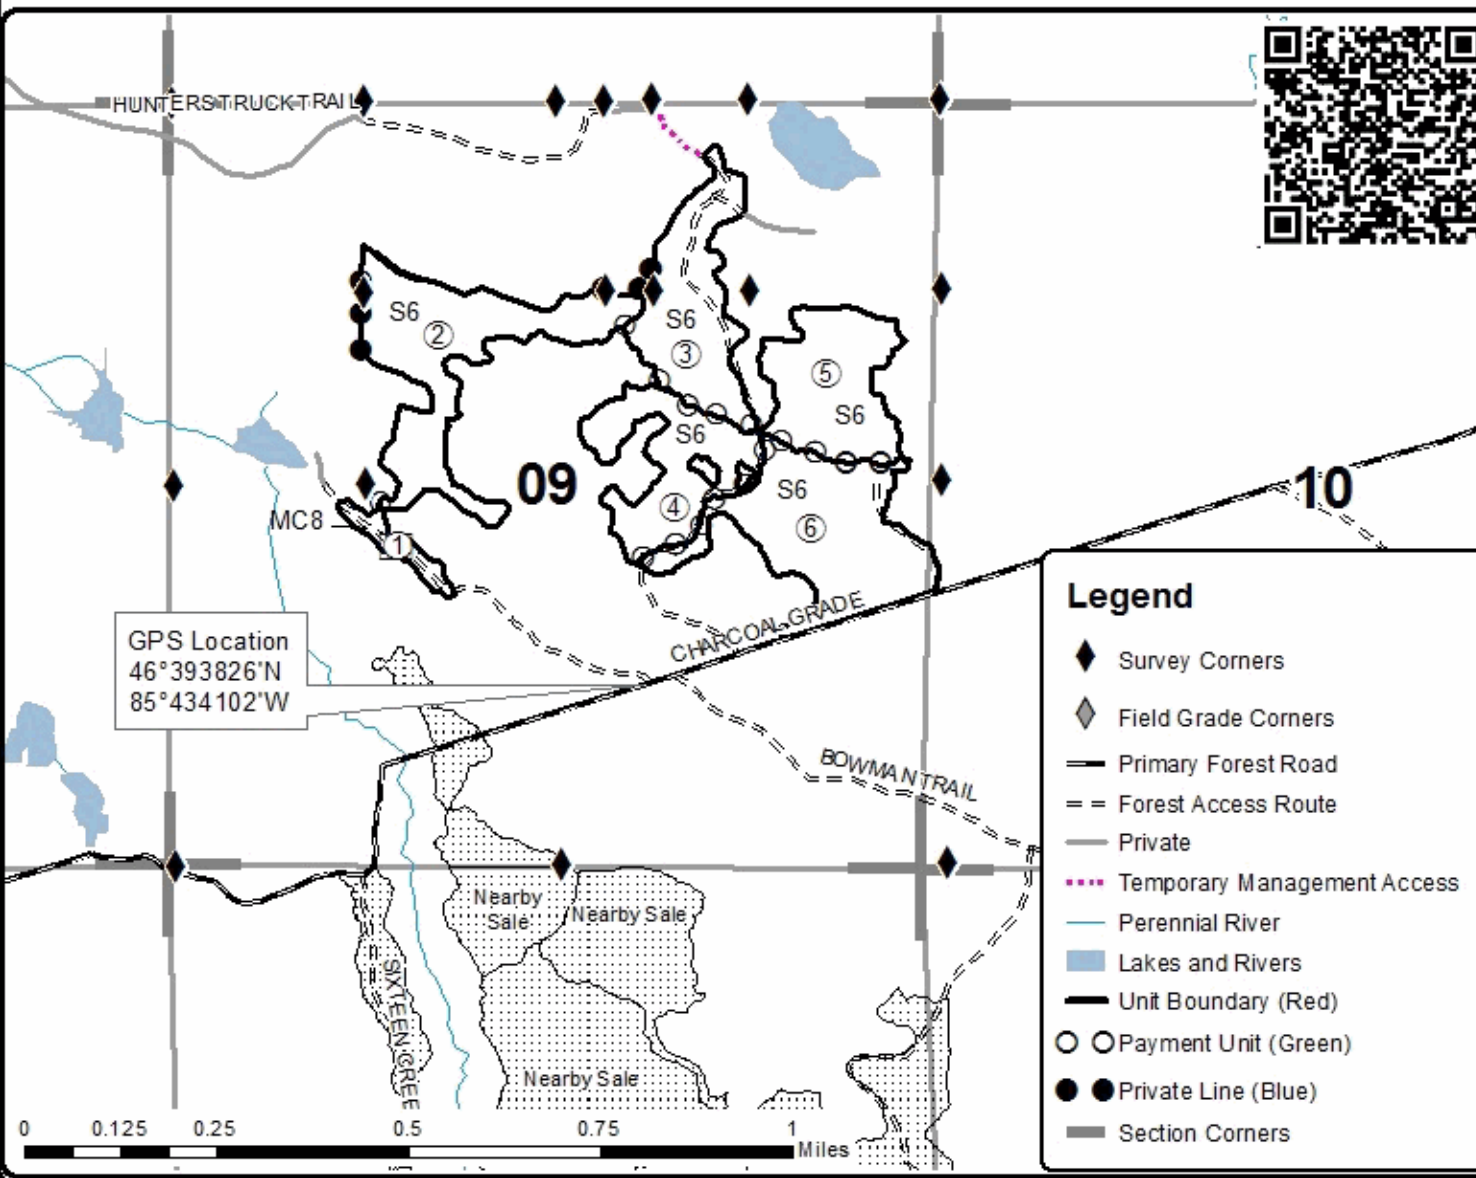 HUNTERSTRUCKTRAIL
S6
2
S6
3
5
S6
S6
09
S6
4
6
10
MC8
1
GPS Location
46°393826'N
85°434102'W
CHARCOAL GRADE
BOWMAN TRAIL
Nearby
Sale
Nearby Sale
SIXTEEN CREE
Nearby Sale
0 0.125 0.25 0.5 0.75 1
Miles
Legend
Survey Corners
Field Grade Corners
Primary Forest Road
Forest Access Route
Private
Temporary Management Access
Perennial River
Lakes and Rivers
Unit Boundary (Red)
Payment Unit (Green)
Private Line (Blue)
Section Corners